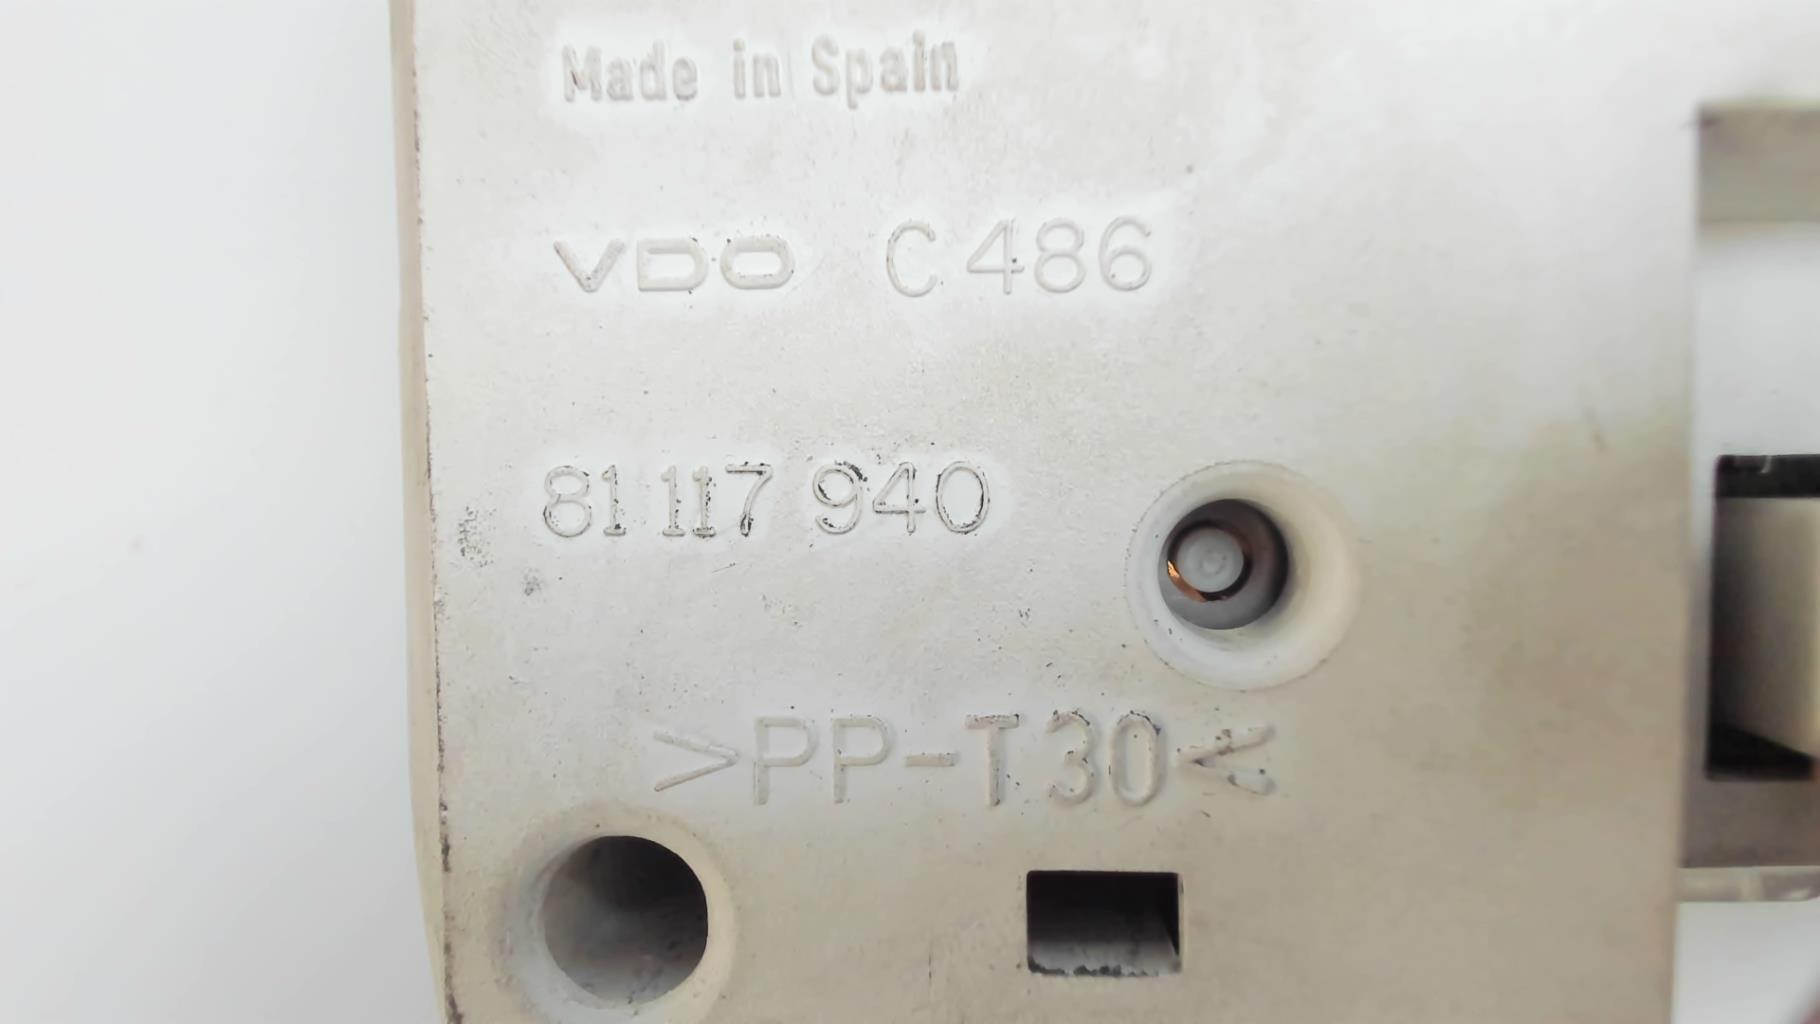 Made in Spain
VDO C486
81 117 940
>PP-T30<